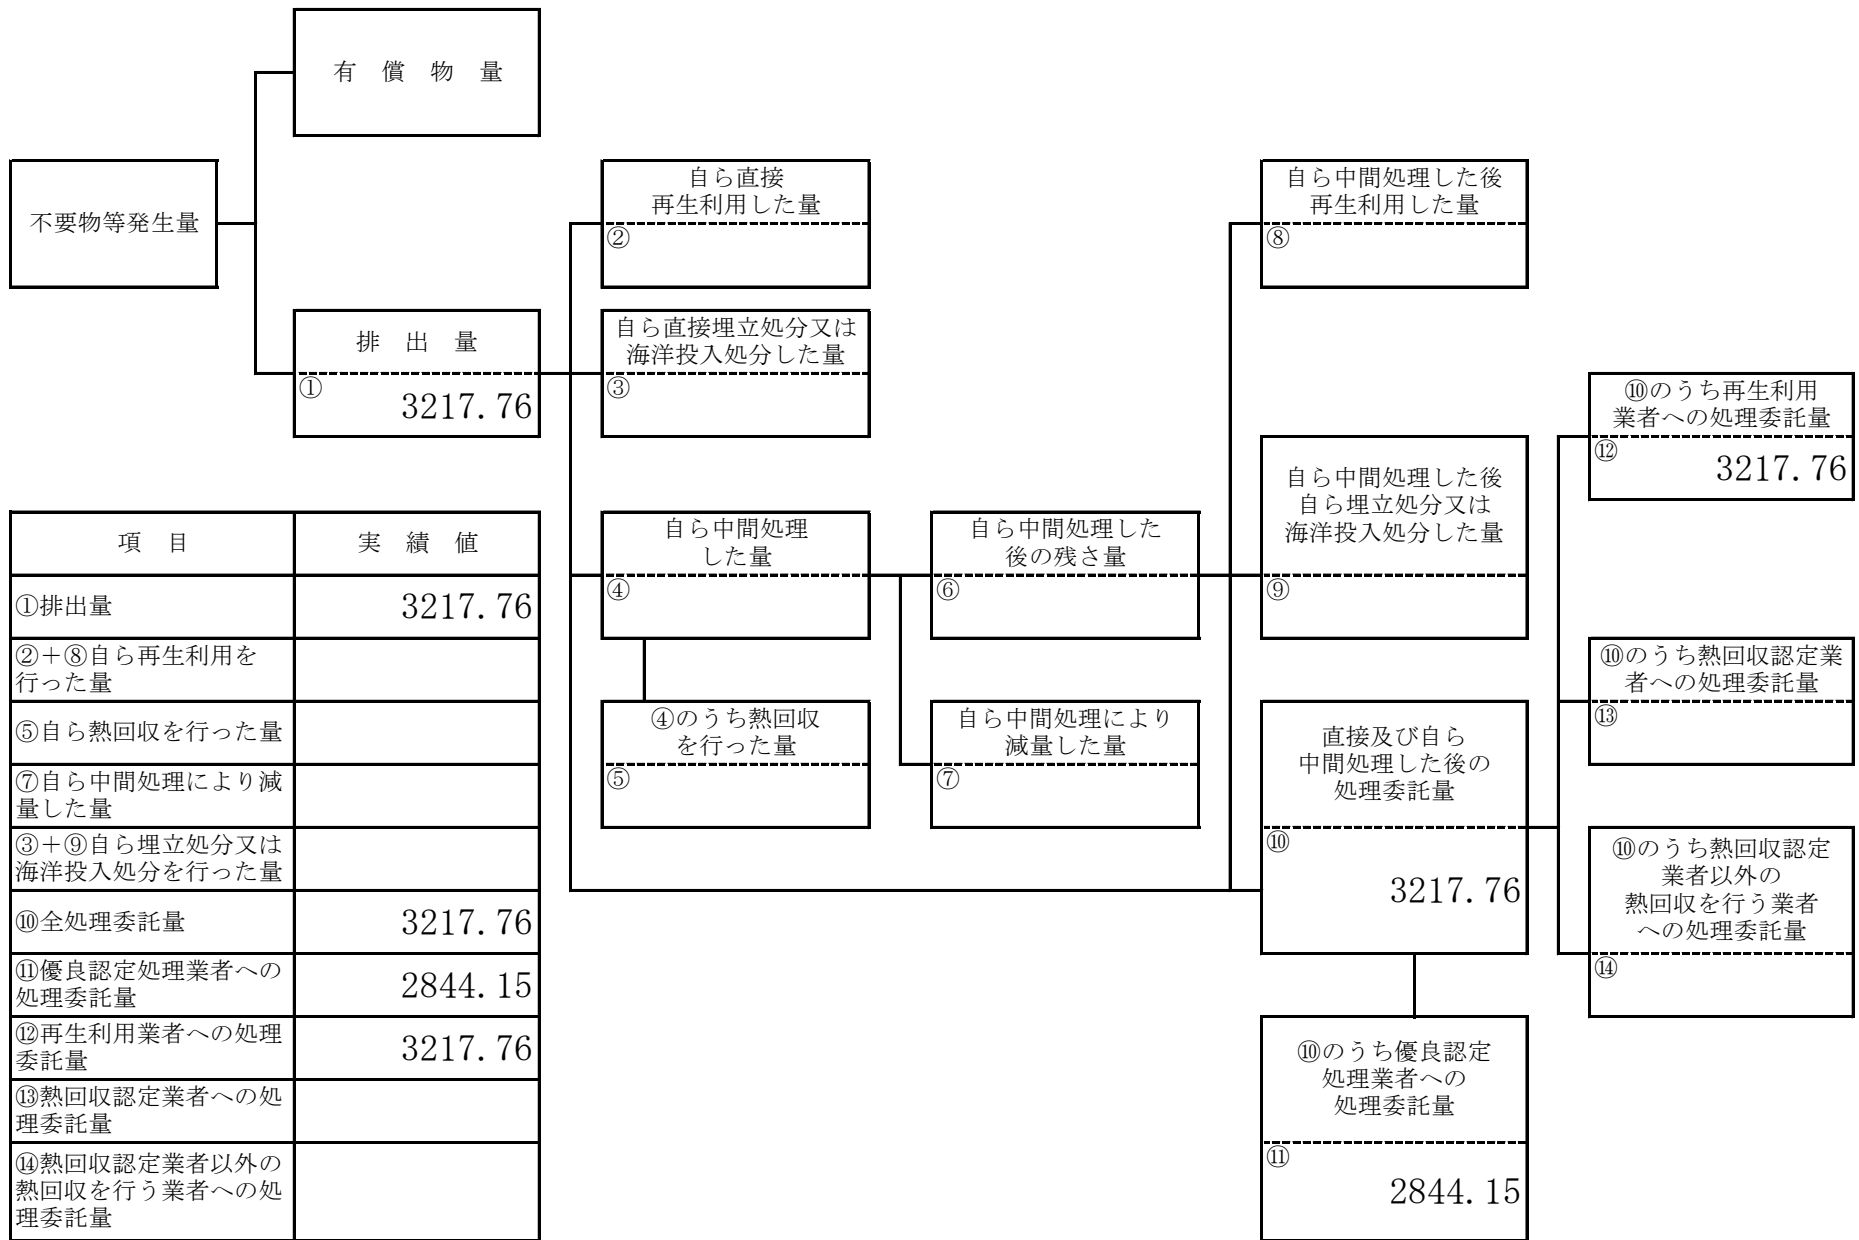 有 償 物 量
不要物等発生量
排 出 量
①
3217.76
自ら直接
再生利用した量
②
自ら直接埋立処分又は
海洋投入処分した量
③
自ら中間処理
した量
④
④のうち熱回収
を行った量
⑤
自ら中間処理した
後の残さ量
⑥
自ら中間処理により
減量した量
⑦
自ら中間処理した後
再生利用した量
⑧
自ら中間処理した後
自ら埋立処分又は
海洋投入処分した量
⑨
直接及び自ら
中間処理した後の
処理委託量
⑩
3217.76
⑩のうち優良認定
処理業者への
処理委託量
⑪
2844.15
⑩のうち再生利用
業者への処理委託量
⑫
3217.76
⑩のうち熱回収認定業
者への処理委託量
⑬
⑩のうち熱回収認定
業者以外の
熱回収を行う業者
への処理委託量
⑭
項 目 実 績 値
①排出量 3217.76
②＋⑧自ら再生利用を
行った量
⑤自ら熱回収を行った量
⑦自ら中間処理により減
量した量
③＋⑨自ら埋立処分又は
海洋投入処分を行った量
⑩全処理委託量 3217.76
⑪優良認定処理業者への
処理委託量 2844.15
⑫再生利用業者への処理
委託量 3217.76
⑬熱回収認定業者への処
理委託量
⑭熱回収認定業者以外の
熱回収を行う業者への処
理委託量